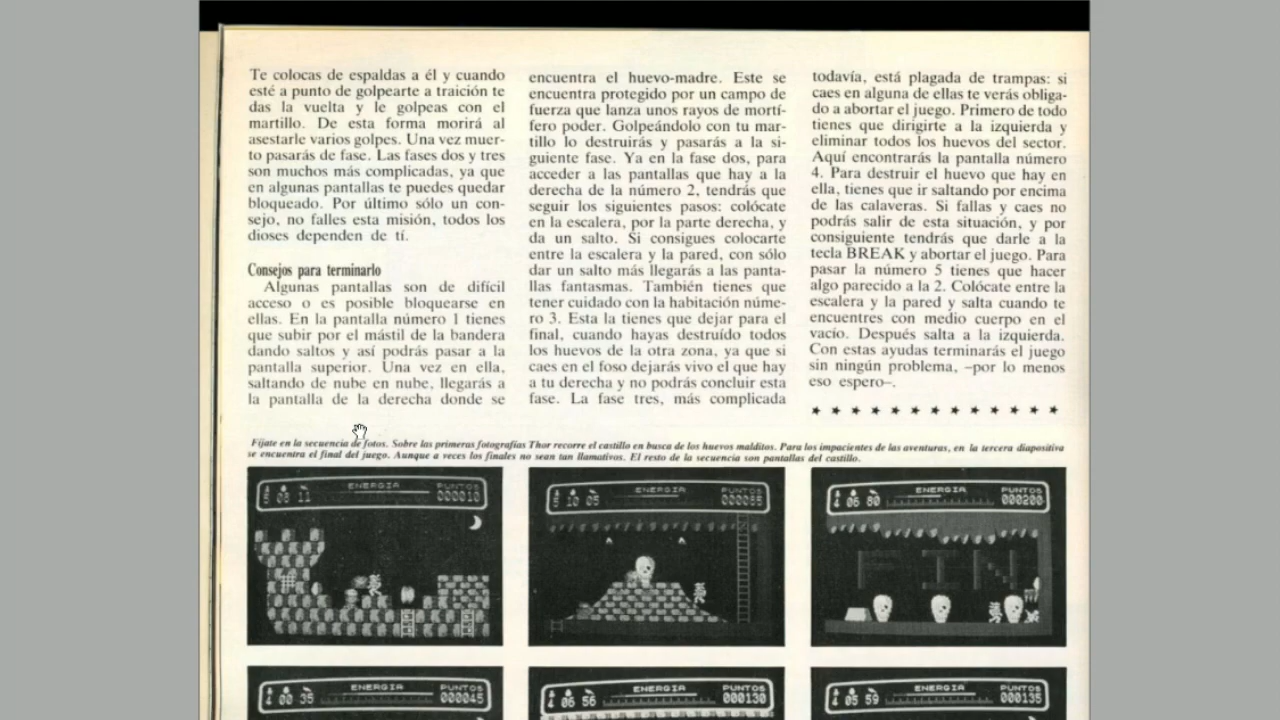 Te colocas de espaldas a él y cuando
esté a punto de golpearte a traición te
das la vuelta y le golpeas con el
martillo. De esta forma morirá al
asestarle varios golpes. Una vez muer-
to pasarás de fase. Las fases dos y tres
son muchos más complicadas, ya que
en algunas pantallas te puedes quedar
bloqueado. Por último sólo un con-
sejo, no falles esta misión, todos los
dioses dependen de tí.
Consejos para terminarlo
Algunas pantallas son de difícil
acceso o es posible bloquearse en
ellas. En la pantalla número 1 tienes
que subir por el mástil de la bandera
dando saltos y así podrás pasar a la
pantalla superior. Una vez en ella,
saltando de nube en nube, llegarás a
la pantalla de la derecha donde se
encuentra el huevo-madre. Este se
encuentra protegido por un campo de
fuerza que lanza unos rayos de mortí-
fero poder. Golpeándolo con tu mar-
tillo lo destruirás y pasarás a la si-
guiente fase. Ya en la fase dos, para
acceder a las pantallas que hay a la
derecha de la número 2, tendrás que
seguir los siguientes pasos: colócate
en la escalera, por la parte derecha, y
da un salto. Si consigues colocarte
entre la escalera y la pared, con sólo
dar un salto más llegarás a las panta-
llas fantasmas. También tienes que
tener cuidado con la habitación núme-
ro 3. Esta la tienes que dejar para el
final, cuando hayas destruído todos
los huevos de la otra zona, ya que si
caes en el foso dejarás vivo el que hay
a tu derecha y no podrás concluir esta
fase. La fase tres, más complicada
todavía, está plagada de trampas: si
caes en alguna de ellas te verás obliga-
do a abortar el juego. Primero de todo
tienes que dirigirte a la izquierda y
eliminar todos los huevos del sector.
Aquí encontrarás la pantalla número
4. Para destruir el huevo que hay en
ella, tienes que ir saltando por encima
de las calaveras. Si fallas y caes no
podrás salir de esta situación, y por
consiguiente tendrás que darle a la
tecla BREAK y abortar el juego. Para
pasar la número 5 tienes que hacer
algo parecido a la 2. Colócate entre la
escalera y la pared y salta cuando te
encuentres con medio cuerpo en el
vacío. Después salta a la izquierda.
Con estas ayudas terminarás el juego
sin ningún problema, –por lo menos
eso espero–.
Fíjate en la secuencia de fotos. Sobre las primeras fotografías Thor recorre el castillo en busca de los huevos malditos. Para los impacientes de las aventuras, en la tercera diapositiva
se encuentra el final del juego. Aunque a veces los finales no sean tan llamativos. El resto de la secuencia son pantallas del castillo.
5 08 11 ENERGIA PUNTOS 000010
5 10 05 ENERGIA PUNTOS 000085
4 06 80 ENERGIA PUNTOS 000200
FIN
4 00 35 ENERGIA PUNTOS 000045
4 06 56 ENERGIA PUNTOS 000130
4 05 59 ENERGIA PUNTOS 000135